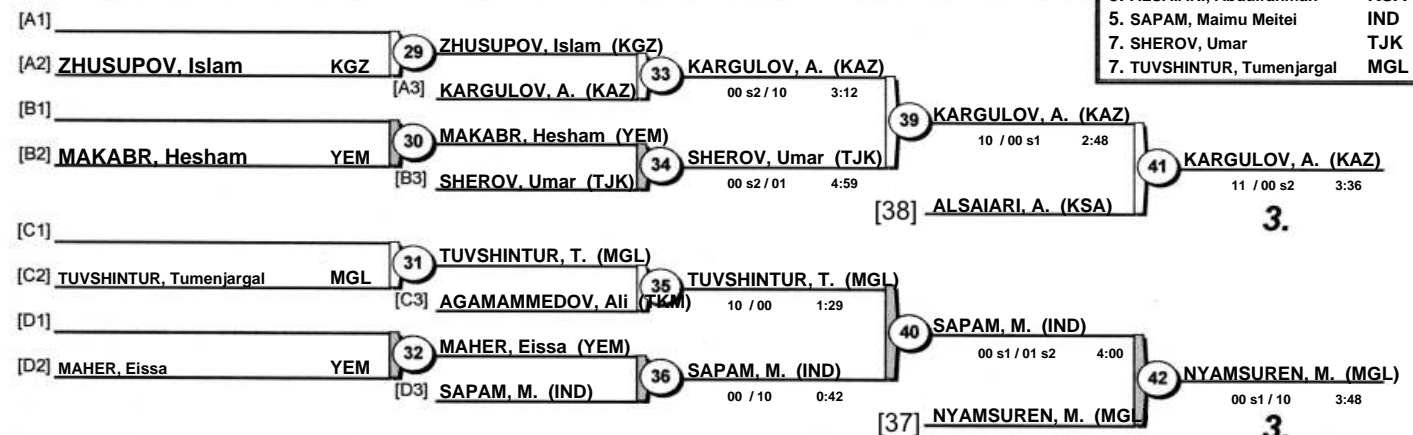 5. SAPAM, Maimu Meitei IND
7. SHEROV, Umar TJK
7. TUVSHINTUR, Tumenjargal MGL
[A1]
29 ZHUSUPOV, Islam (KGZ)
[A2] ZHUSUPOV, Islam KGZ
33 KARGULOV, A. (KAZ)
[A3] KARGULOV, A. (KAZ)
00 s2 / 10 3:12
[B1]
39 KARGULOV, A. (KAZ)
30 MAKABR, Hesham (YEM)
10 / 00 s1 2:48
[B2] MAKABR, Hesham YEM
34 SHEROV, Umar (TJK)
41 KARGULOV, A. (KAZ)
[B3] SHEROV, Umar (TJK)
00 s2 / 01 4:59
11 / 00 s2 3:36
[38] ALSAIARI, A. (KSA)
3.
[C1]
31 TUVSHINTUR, T. (MGL)
[C2] TUVSHINTUR, Tumenjargal MGL
35 TUVSHINTUR, T. (MGL)
[C3] AGAMAMMEDOV, Ali (TKM)
10 / 00 1:29
[D1]
40 SAPAM, M. (IND)
32 MAHER, Eissa (YEM)
00 s1 / 01 s2 4:00
[D2] MAHER, Eissa YEM
36 SAPAM, M. (IND)
42 NYAMSUREN, M. (MGL)
[D3] SAPAM, M. (IND)
00 / 10 0:42
00 s1 / 10 3:48
[37] NYAMSUREN, M. (MGL
3.